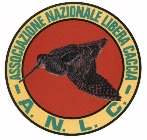 ASSOCIAZIONE NAZIONALE LIBERA CACCIA
- A. N. L. C. -